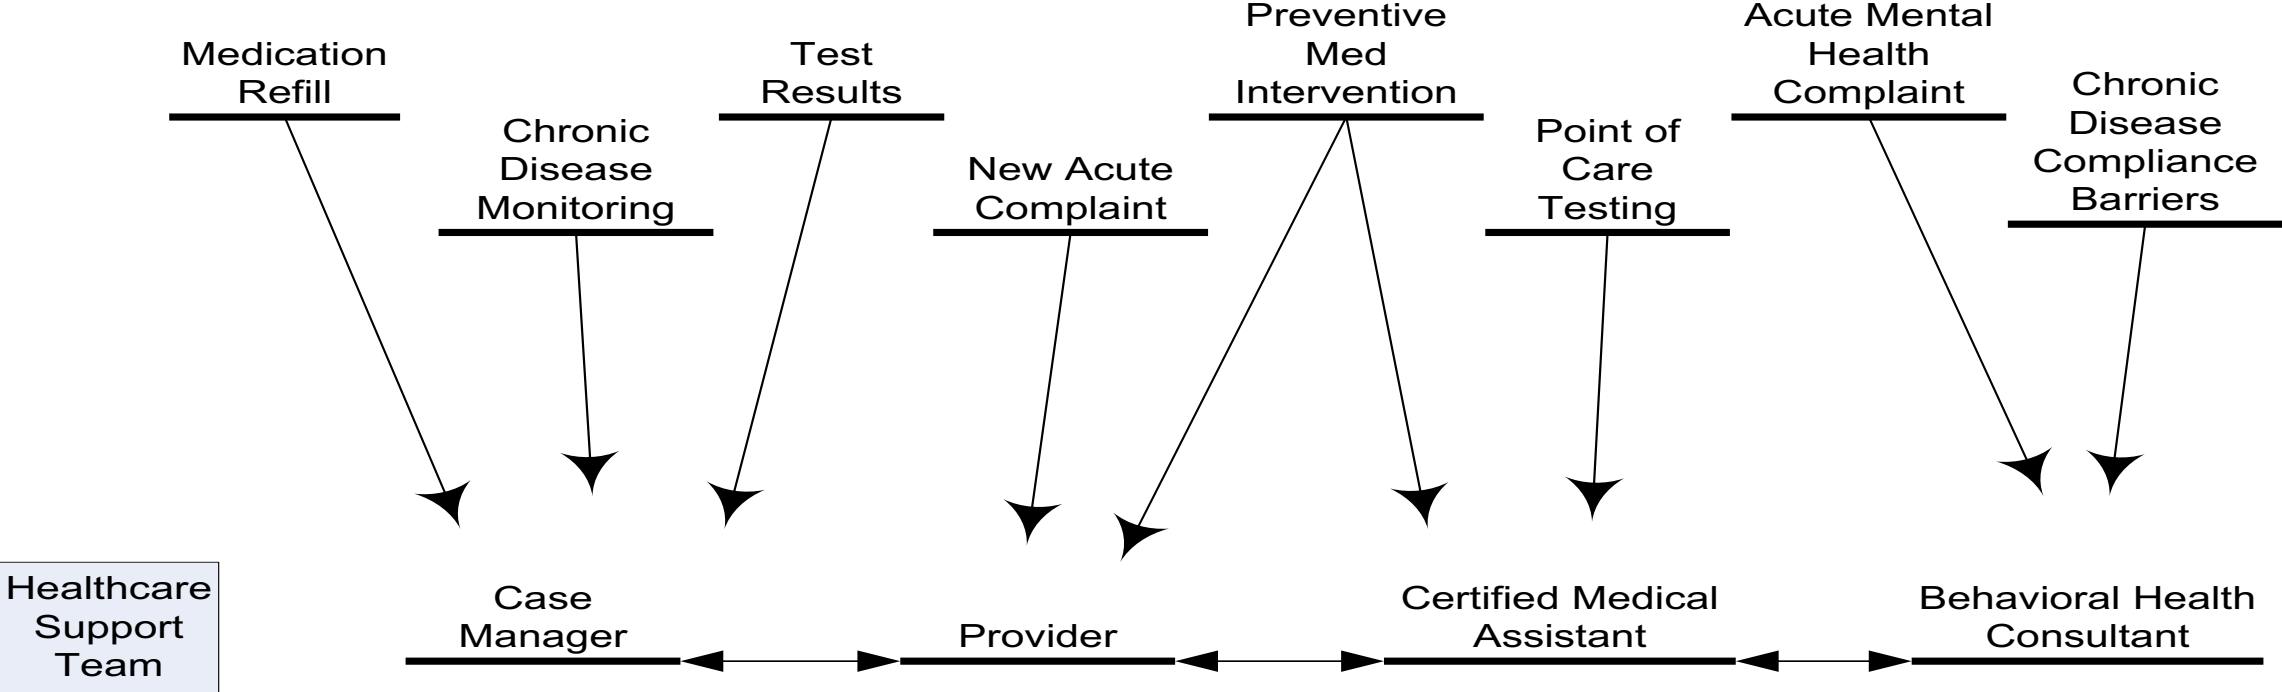 Medication
Refill
Chronic
Disease
Monitoring
Test
Results
New Acute
Complaint
Preventive
Med
Intervention
Point of
Care
Testing
Acute Mental
Health
Complaint
Chronic
Disease
Compliance
Barriers
Healthcare
Support
Team
Case
Manager
Provider
Certified Medical
Assistant
Behavioral Health
Consultant